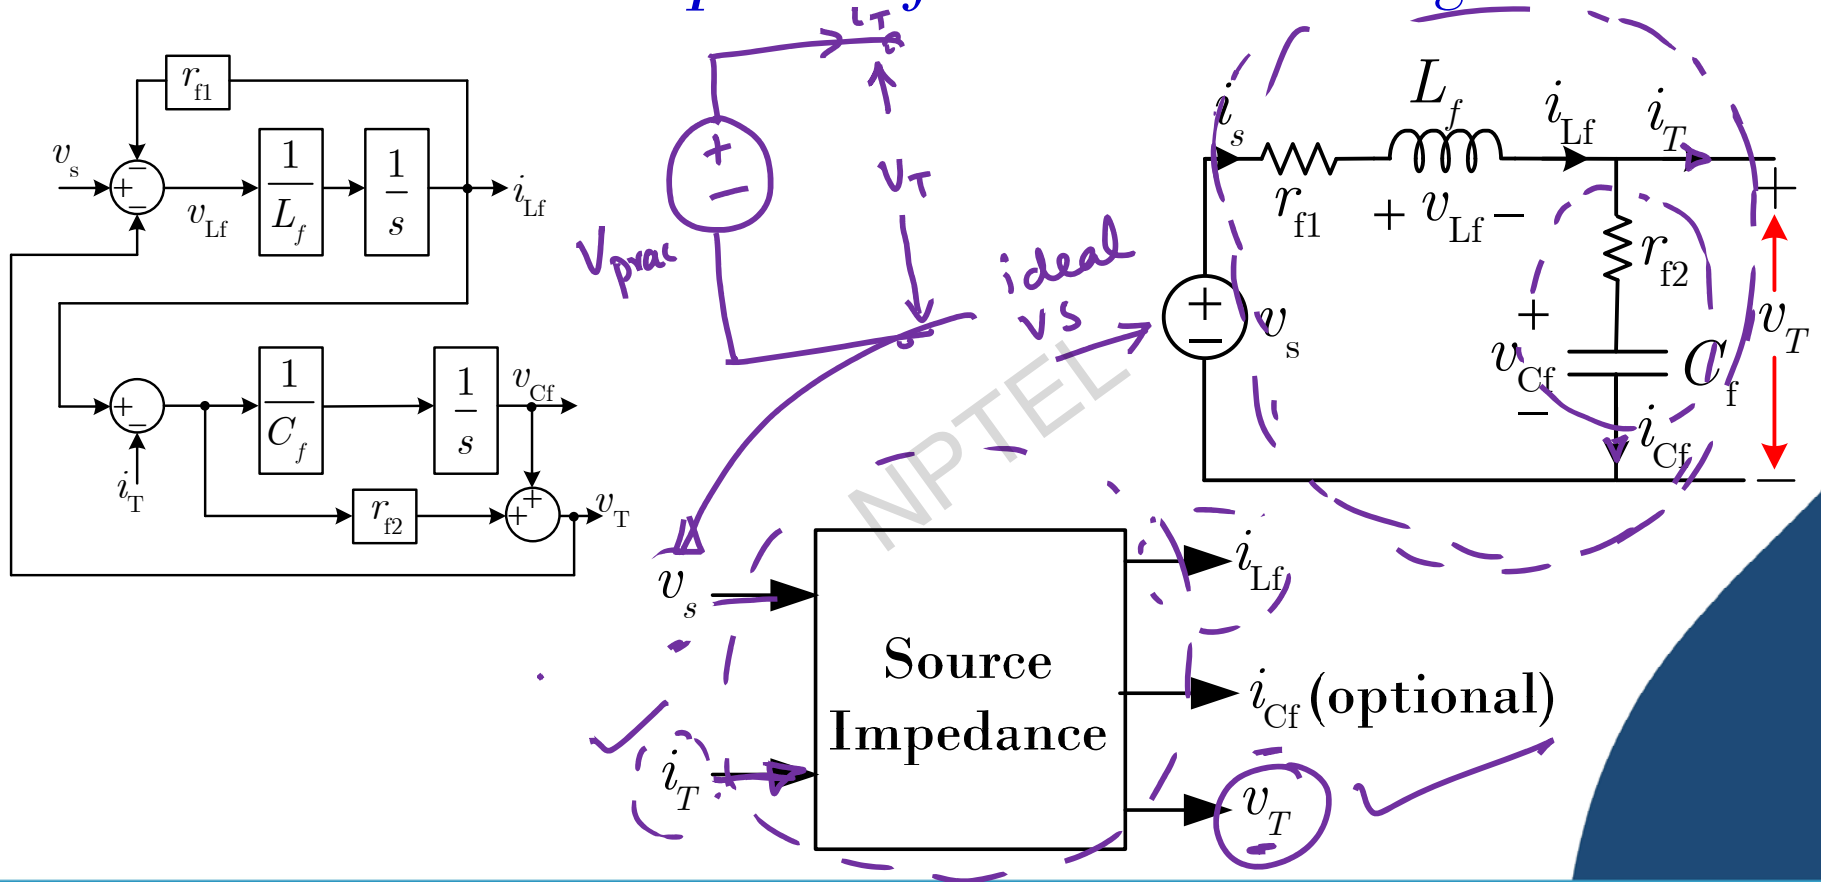 i_T
r_f1
v_s
+
−
−
v_Lf
1
L_f
1
s
i_Lf
+
−
i_T
1
C_f
1
s
v_Cf
r_f2
+
+
v_T
+
−
V_prac
v_T
ideal
vs
i_s
r_f1
L_f
+ v_Lf −
i_Lf
i_T
+
−
v_s
r_f2
+
v_Cf
−
C_f
i_Cf
+
v_T
−
NPTEL
v_s
i_T
Source
Impedance
i_Lf
i_Cf (optional)
v_T